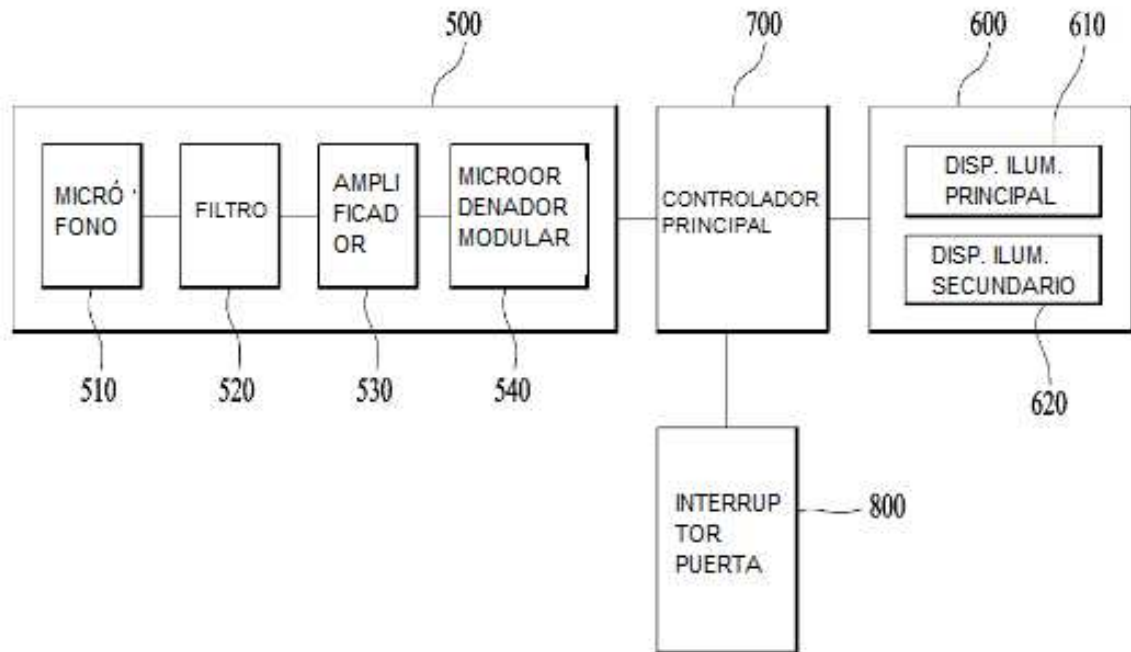 500
700
600
610
MICRÓ '
FONO
FILTRO
AMPLI
FICAD
OR
MICROOR
DENADOR
MODULAR
CONTROLADOR
PRINCIPAL
DISP. ILUM.
PRINCIPAL
DISP. ILUM.
SECUNDARIO
510
520
530
540
620
INTERRUP
TOR
PUERTA
800